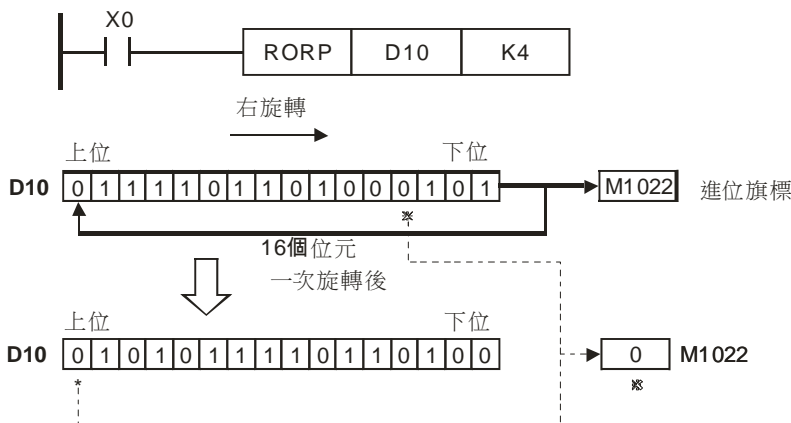 X0
RORP D10 K4
右旋轉
上位 下位
D10 0 1 1 1 1 0 1 1 0 1 0 0 0 1 0 1 M1022 進位旗標
※
16個位元
一次旋轉後
上位 下位
D10 0 1 0 1 0 1 1 1 1 0 1 1 0 1 0 0 0 M1022
* ※